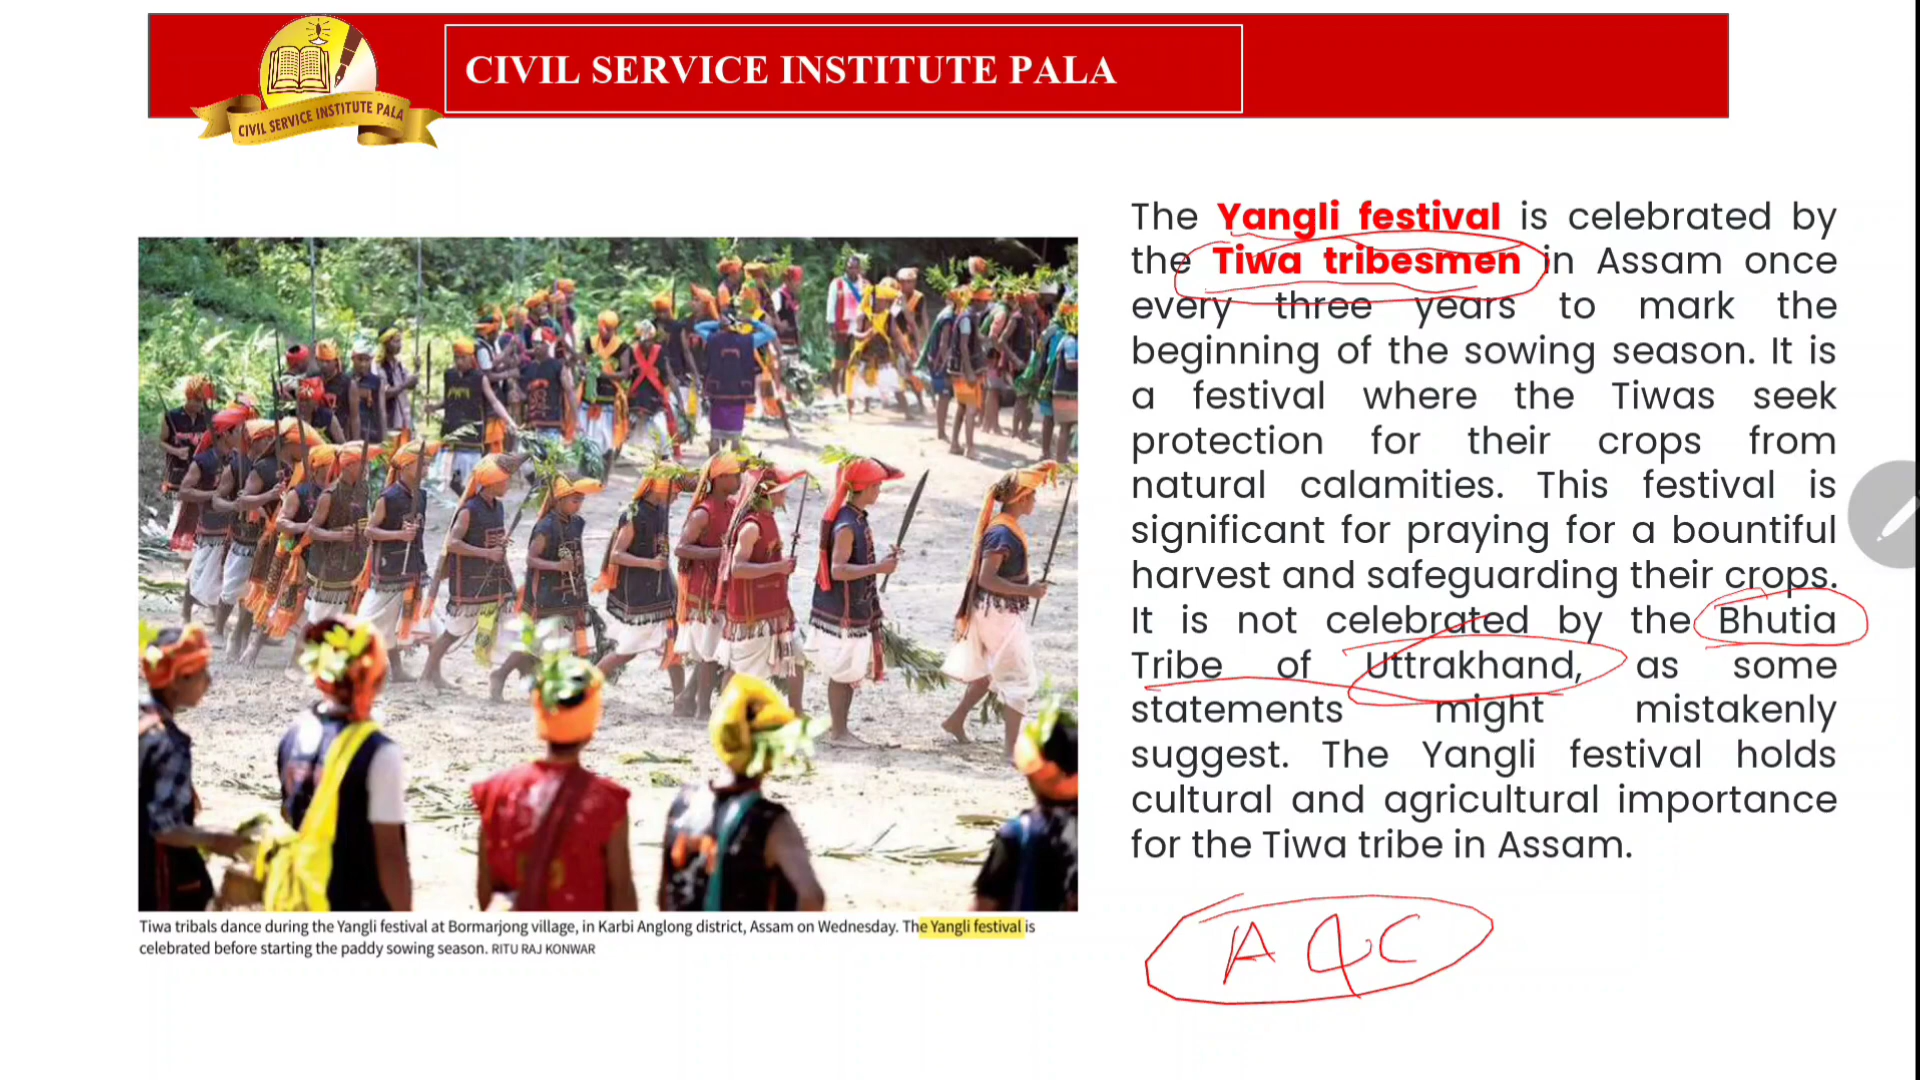 CIVIL SERVICE INSTITUTE PALA
CIVIL SERVICE INSTITUTE PALA
The Yangli festival is celebrated by
the Tiwa tribesmen in Assam once
every three years to mark the
beginning of the sowing season. It is
a festival where the Tiwas seek
protection for their crops from
natural calamities. This festival is
significant for praying for a bountiful
harvest and safeguarding their crops.
It is not celebrated by the Bhutia
Tribe of Uttrakhand, as some
statements might mistakenly
suggest. The Yangli festival holds
cultural and agricultural importance
for the Tiwa tribe in Assam.
Tiwa tribals dance during the Yangli festival at Bormarjong village, in Karbi Anglong district, Assam on Wednesday. The Yangli festival is
celebrated before starting the paddy sowing season. RITU RAJ KONWAR